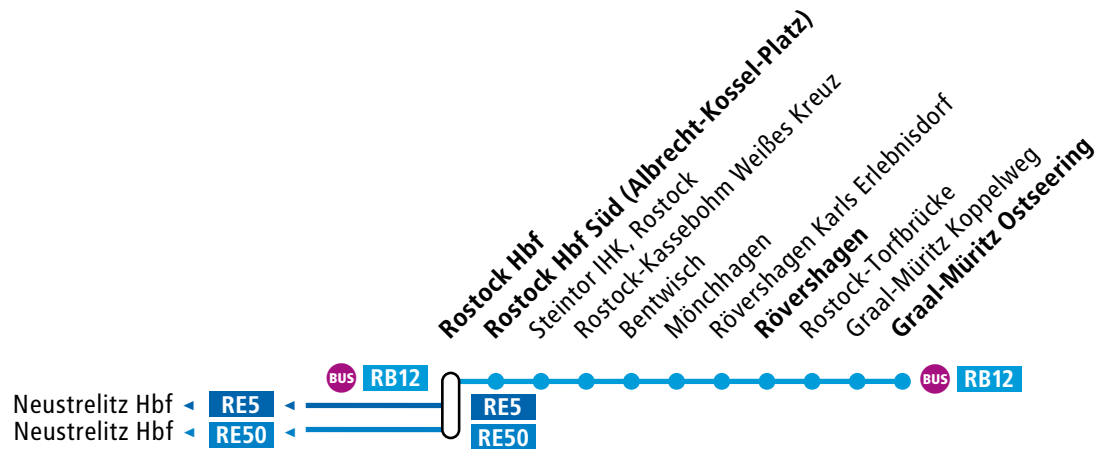 Rostock Hbf
Rostock Hbf Süd (Albrecht-Kossel-Platz)
Steintor IHK, Rostock
Rostock-Kassebohm Weißes Kreuz
Bentwisch
Mönchhagen
Rövershagen Karls Erlebnisdorf
Rövershagen
Rostock-Torfbrücke
Graal-Müritz Koppelweg
Graal-Müritz Ostseering
BUS RB12 BUS RB12
Neustrelitz Hbf RE5 RE5
Neustrelitz Hbf RE50 RE50